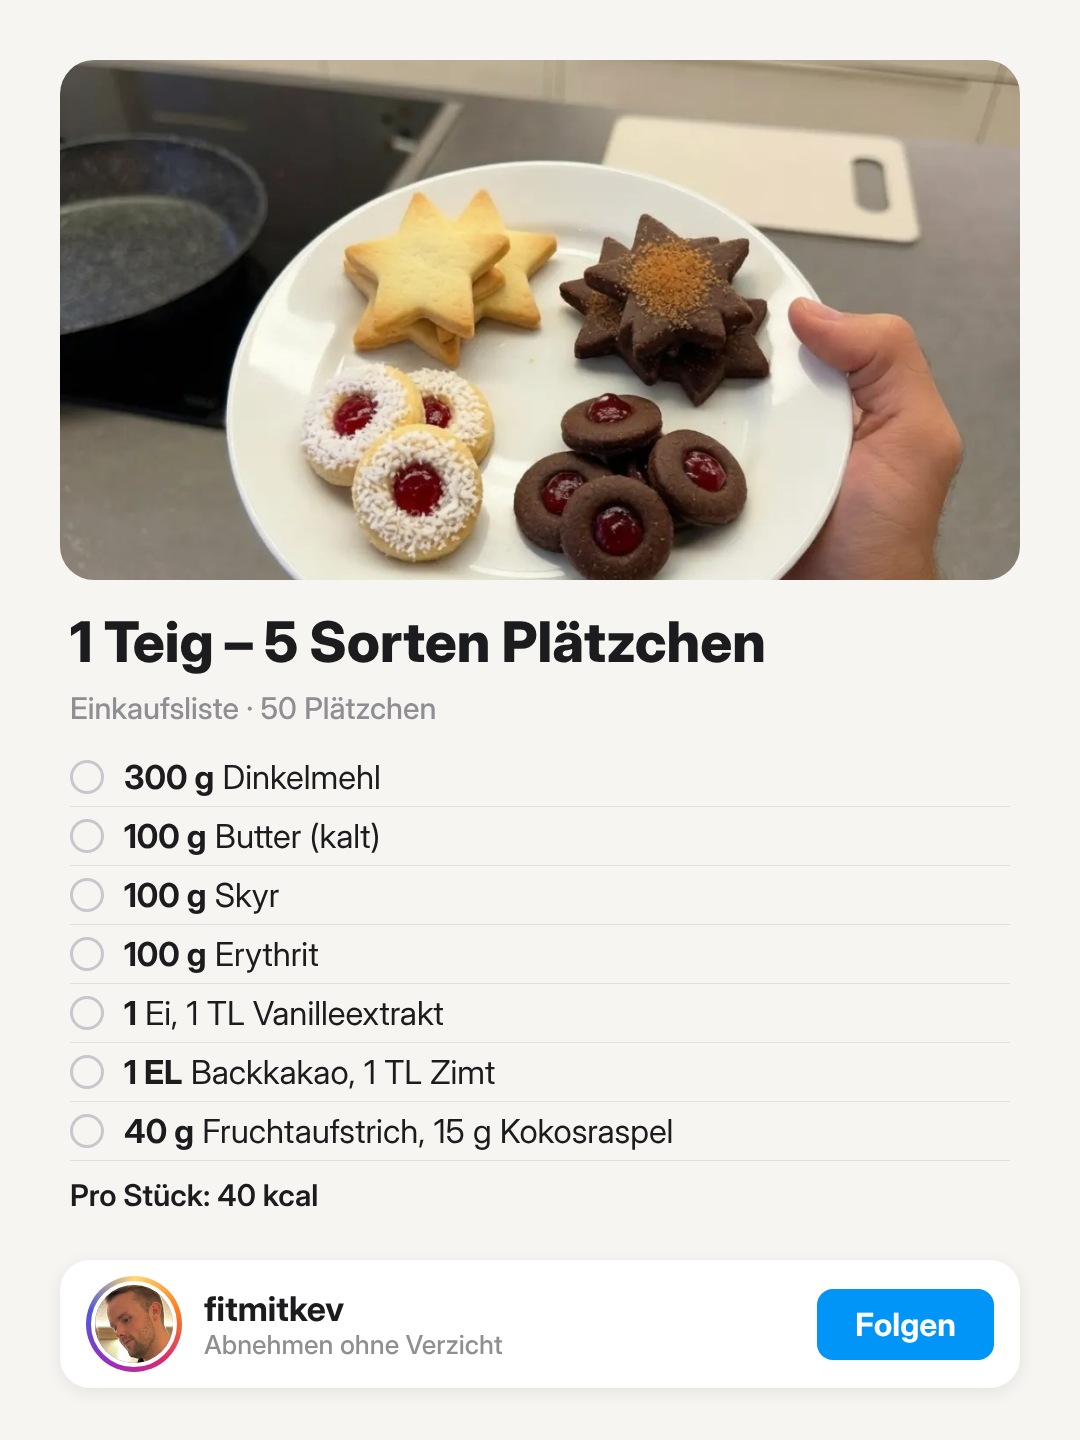 1 Teig – 5 Sorten Plätzchen
Einkaufsliste · 50 Plätzchen
300 g Dinkelmehl
100 g Butter (kalt)
100 g Skyr
100 g Erythrit
1 Ei, 1 TL Vanilleextrakt
1 EL Backkakao, 1 TL Zimt
40 g Fruchtaufstrich, 15 g Kokosraspel
Pro Stück: 40 kcal
fitmitkev
Abnehmen ohne Verzicht
Folgen